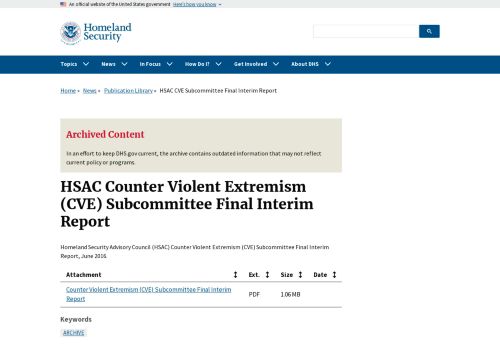 An official website of the United States government Here's how you know
Homeland
Security
Topics News In Focus How Do I? Get Involved About DHS
Home » News » Publication Library » HSAC CVE Subcommittee Final Interim Report
Archived Content
In an effort to keep DHS.gov current, the archive contains outdated information that may not reflect
current policy or programs.
HSAC Counter Violent Extremism
(CVE) Subcommittee Final Interim
Report
Homeland Security Advisory Council (HSAC) Counter Violent Extremism (CVE) Subcommittee Final Interim
Report, June 2016.
Attachment Ext. Size Date
Counter Violent Extremism (CVE) Subcommittee Final Interim
Report PDF 1.06 MB
Keywords
ARCHIVE